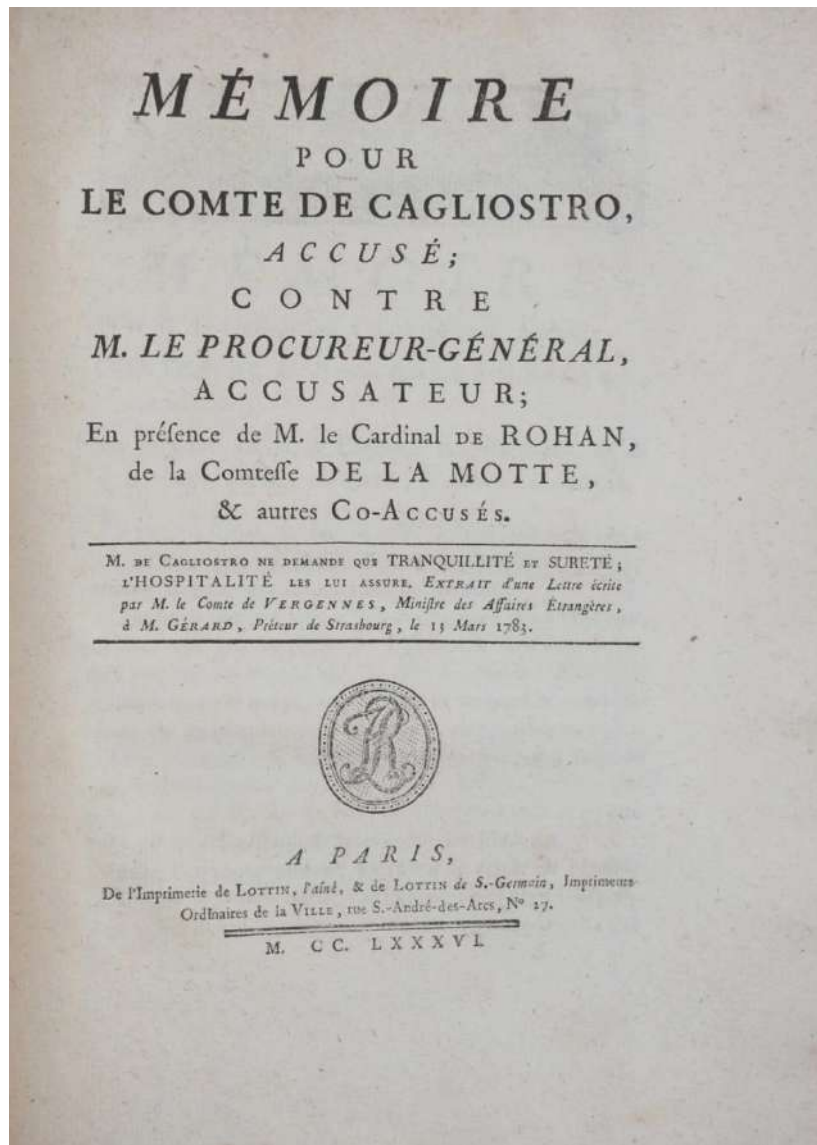 MÉMOIRE
POUR
LE COMTE DE CAGLIOSTRO,
ACCUSÉ;
CONTRE
M. LE PROCUREUR-GÉNÉRAL,
ACCUSATEUR;
En préſence de M. le Cardinal DE ROHAN,
de la Comteſſe DE LA MOTTE,
& autres CO-ACCUSÉS.
M. DE CAGLIOSTRO NE DEMANDE QUE TRANQUILLITÉ ET SURETÉ;
L'HOSPITALITÉ LES LUI ASSURE. EXTRAIT d'une Lettre écrite
par M. le Comte de VERGENNES, Miniſtre des Affaires Étrangères,
à M. GÉRARD, Préteur de Strasbourg, le 13 Mars 1783.
R
A PARIS,
De l'Imprimerie de LOTTIN, l'aîné, & de LOTTIN de S.-Germain, Imprimeurs-
Ordinaires de la VILLE, rue S.-André-des-Arcs, Nº 27.
M. CC. LXXXVI.